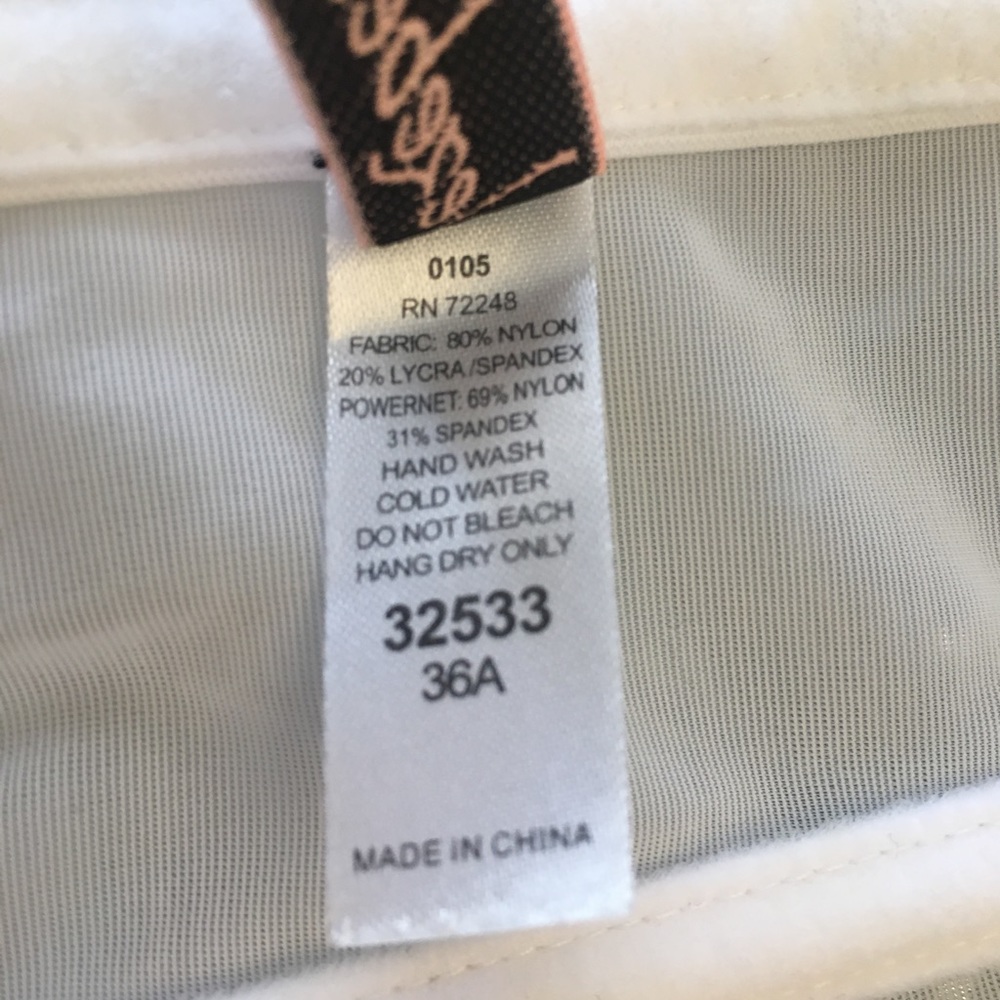 0105
RN 72248
FABRIC: 80% NYLON
20% LYCRA/SPANDEX
POWERNET: 69% NYLON
31% SPANDEX
HAND WASH
COLD WATER
DO NOT BLEACH
HANG DRY ONLY
32533
36A
MADE IN CHINA